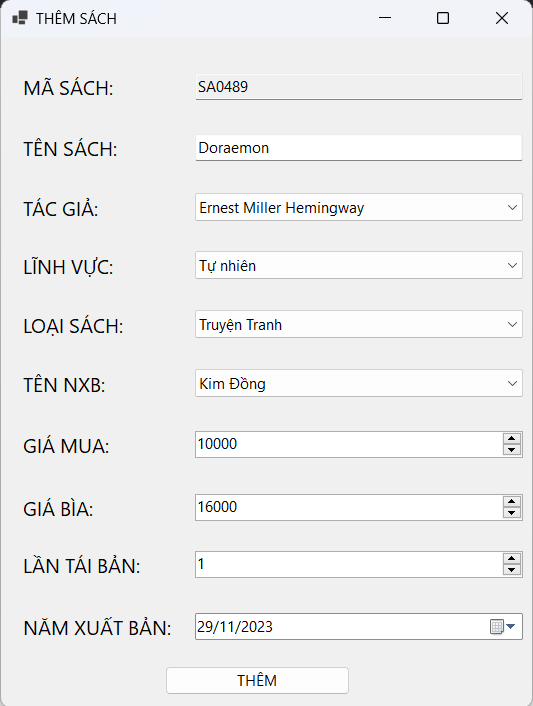 THÊM SÁCH
MÃ SÁCH: SA0489
TÊN SÁCH: Doraemon
TÁC GIẢ: Ernest Miller Hemingway
LĨNH VỰC: Tự nhiên
LOẠI SÁCH: Truyện Tranh
TÊN NXB: Kim Đồng
GIÁ MUA: 10000
GIÁ BÌA: 16000
LẦN TÁI BẢN: 1
NĂM XUẤT BẢN: 29/11/2023
THÊM